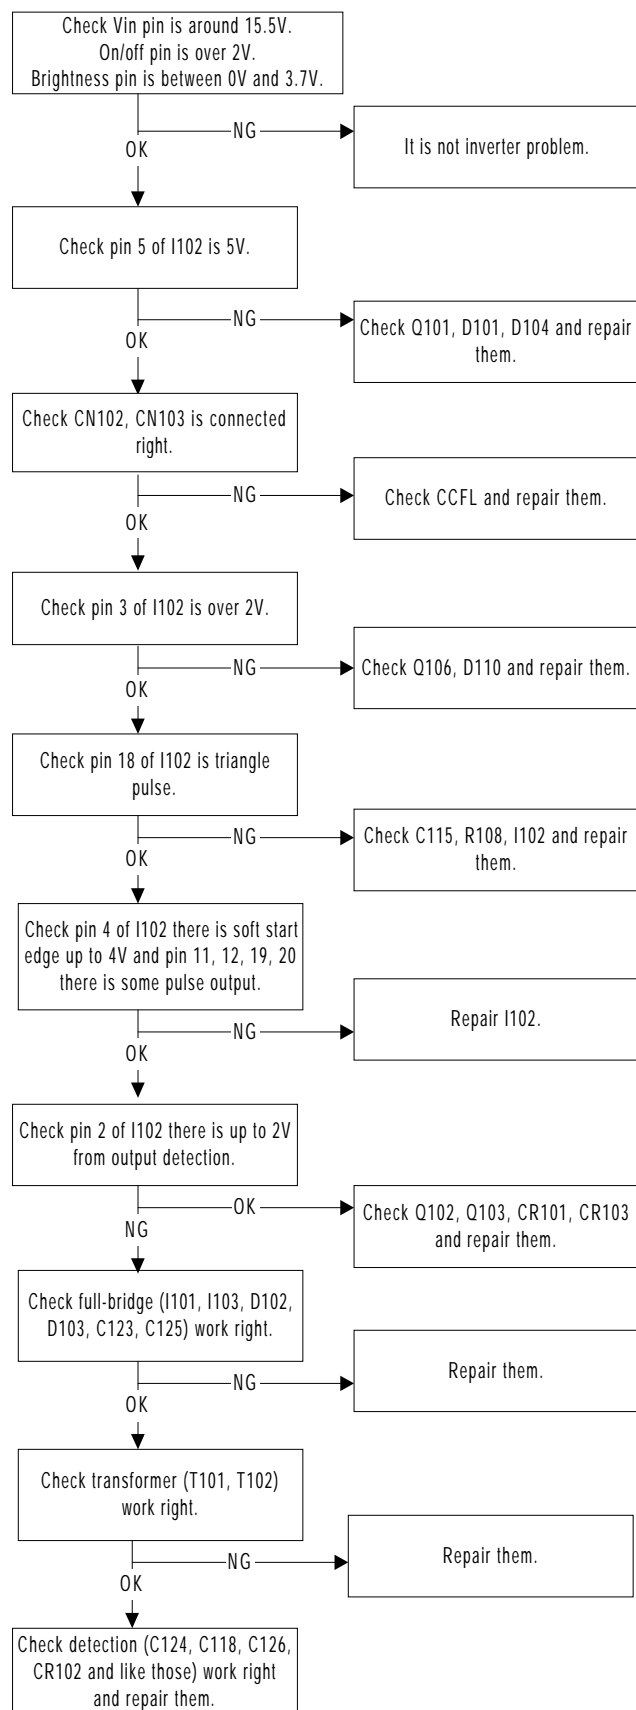 Check Vin pin is around 15.5V.
On/off pin is over 2V.
Brightness pin is between 0V and 3.7V.
NG
OK
It is not inverter problem.
Check pin 5 of I102 is 5V.
NG
OK
Check Q101, D101, D104 and repair
them.
Check CN102, CN103 is connected
right.
NG
OK
Check CCFL and repair them.
Check pin 3 of I102 is over 2V.
NG
OK
Check Q106, D110 and repair them.
Check pin 18 of I102 is triangle
pulse.
NG
OK
Check C115, R108, I102 and repair
them.
Check pin 4 of I102 there is soft start
edge up to 4V and pin 11, 12, 19, 20
there is some pulse output.
NG
OK
Repair I102.
Check pin 2 of I102 there is up to 2V
from output detection.
OK
NG
Check Q102, Q103, CR101, CR103
and repair them.
Check full-bridge (I101, I103, D102,
D103, C123, C125) work right.
NG
OK
Repair them.
Check transformer (T101, T102)
work right.
NG
OK
Repair them.
Check detection (C124, C118, C126,
CR102 and like those) work right
and repair them.